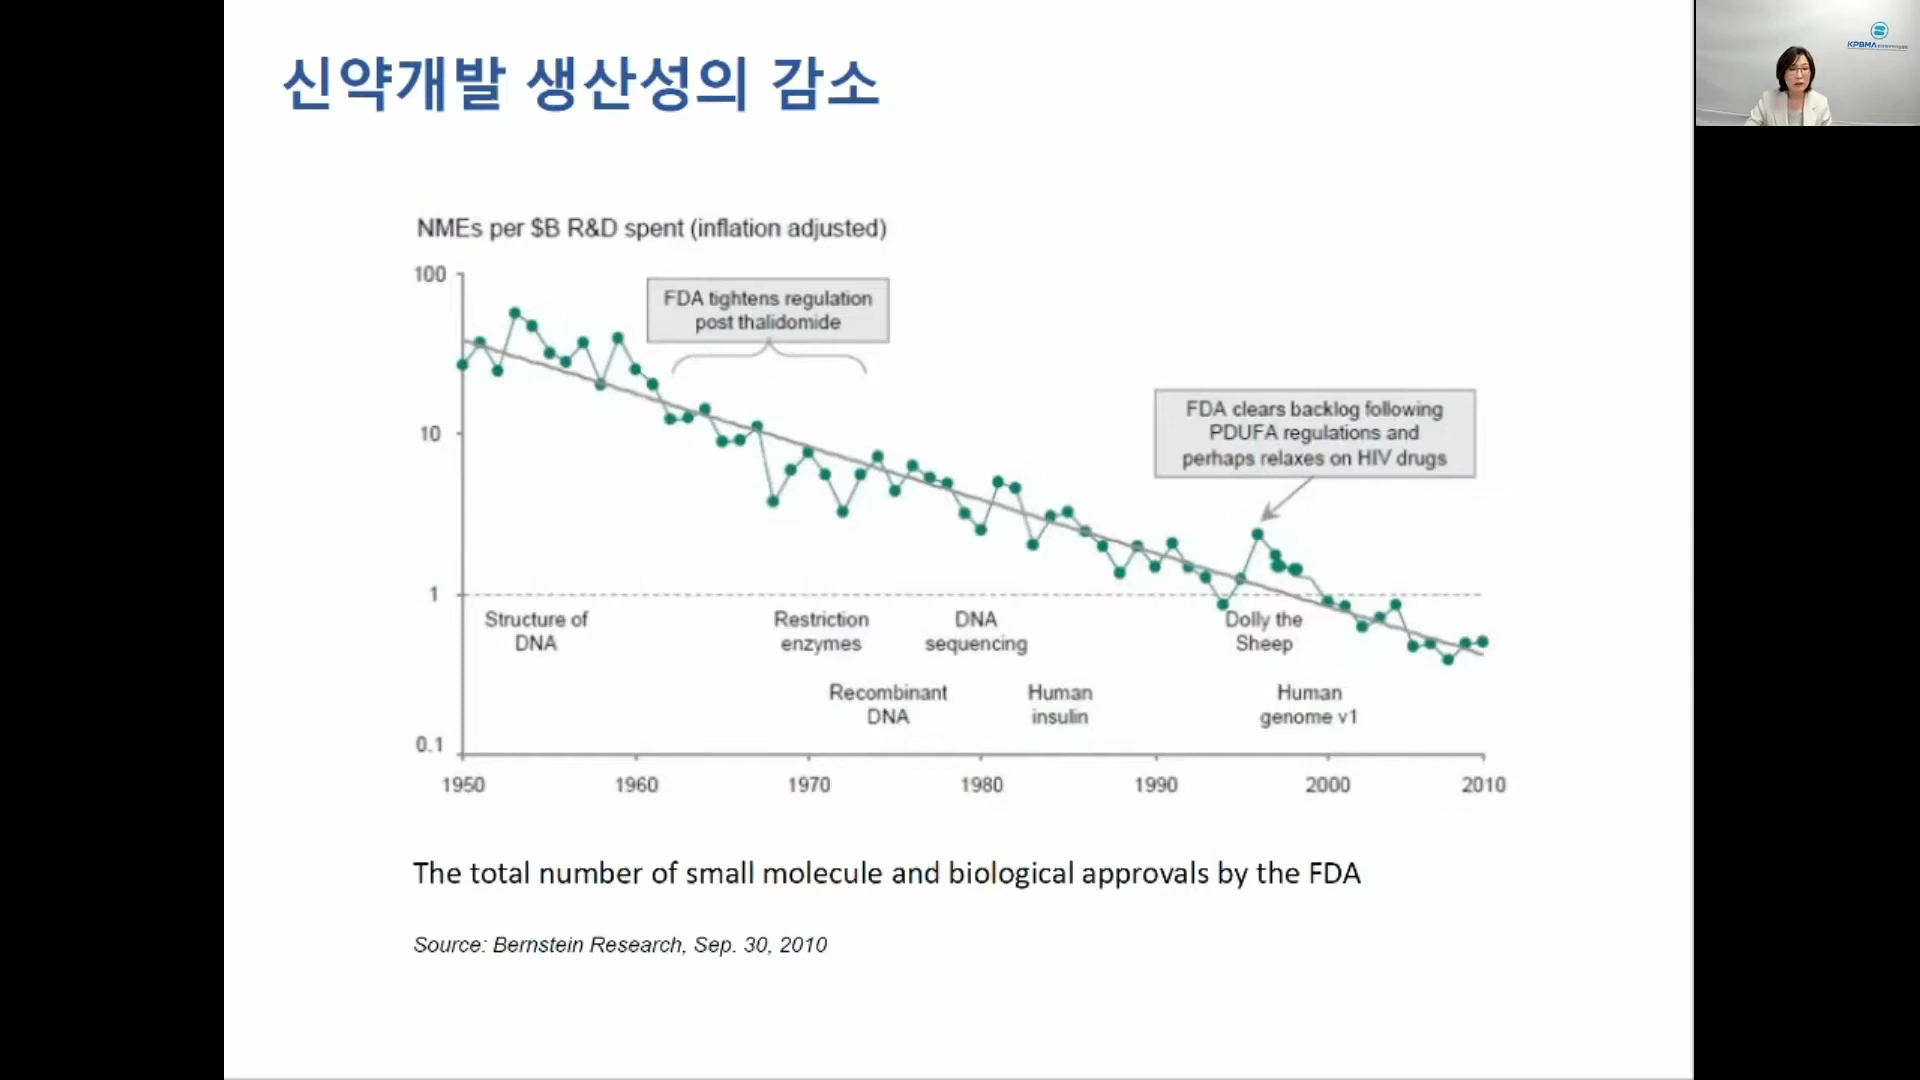 신약개발 생산성의 감소
KPBMA
NMEs per $B R&D spent (inflation adjusted)
100
10
1
0.1
FDA tightens regulation
post thalidomide
FDA clears backlog following
PDUFA regulations and
perhaps relaxes on HIV drugs
Structure of
DNA
Restriction
enzymes
DNA
sequencing
Dolly the
Sheep
Recombinant
DNA
Human
insulin
Human
genome v1
1950
1960
1970
1980
1990
2000
2010
The total number of small molecule and biological approvals by the FDA
Source: Bernstein Research, Sep. 30, 2010